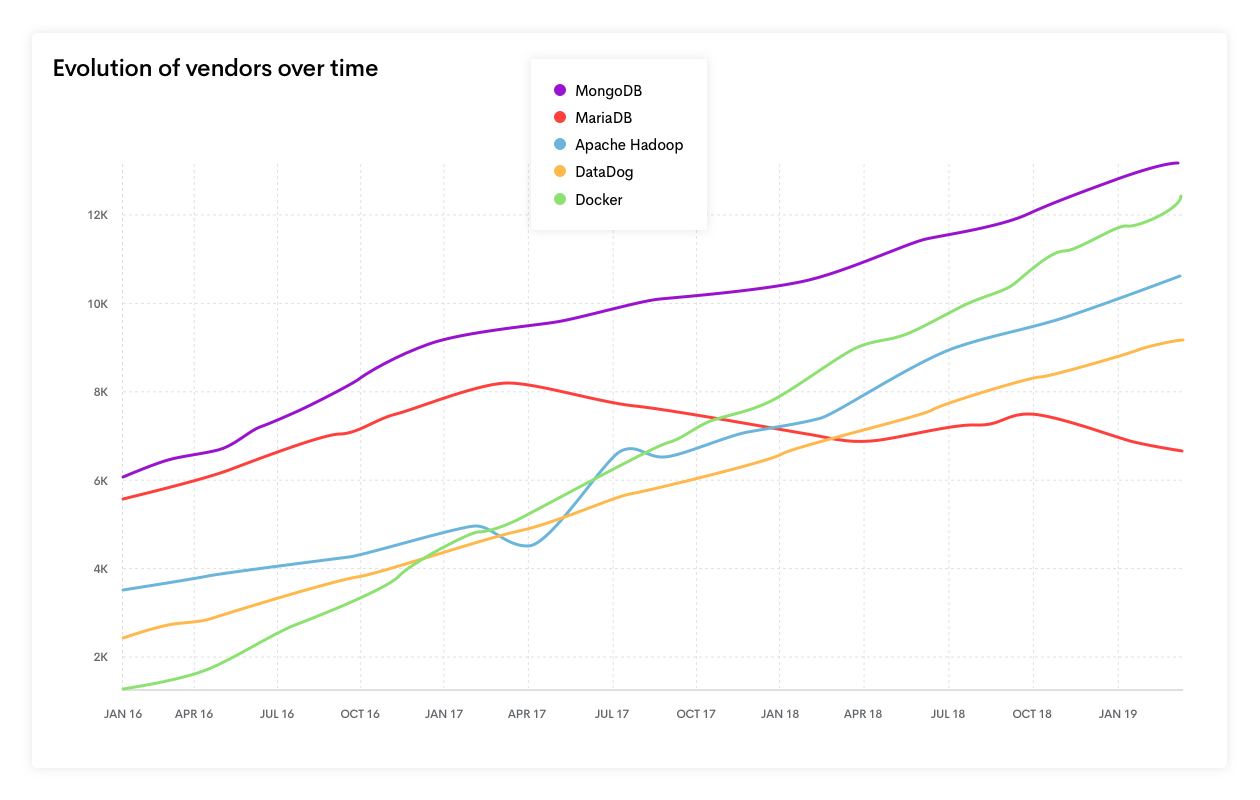 Evolution of vendors over time
MongoDB
MariaDB
Apache Hadoop
DataDog
Docker
12K
10K
8K
6K
4K
2K
JAN 16 APR 16 JUL 16 OCT 16 JAN 17 APR 17 JUL 17 OCT 17 JAN 18 APR 18 JUL 18 OCT 18 JAN 19